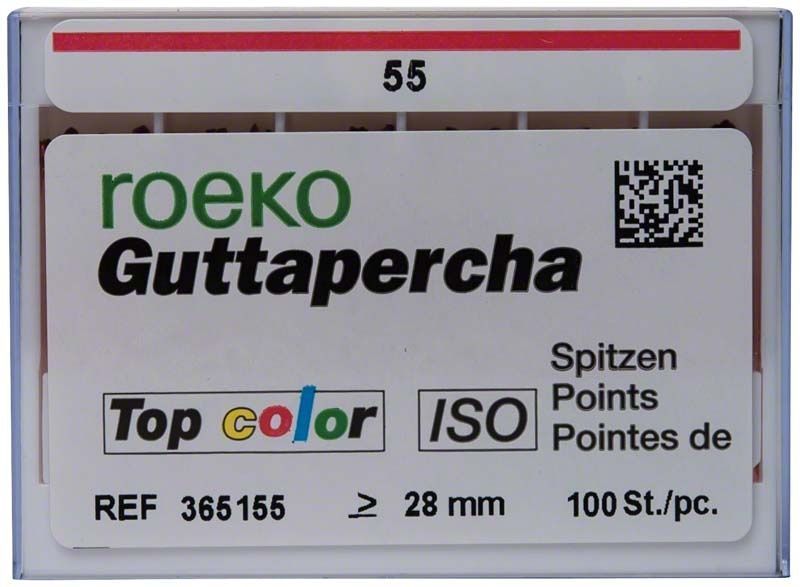 55
roeko
Guttapercha
Top color
ISO
Spitzen
Points
Pointes de
REF 365155 ≥ 28 mm 100 St./pc.